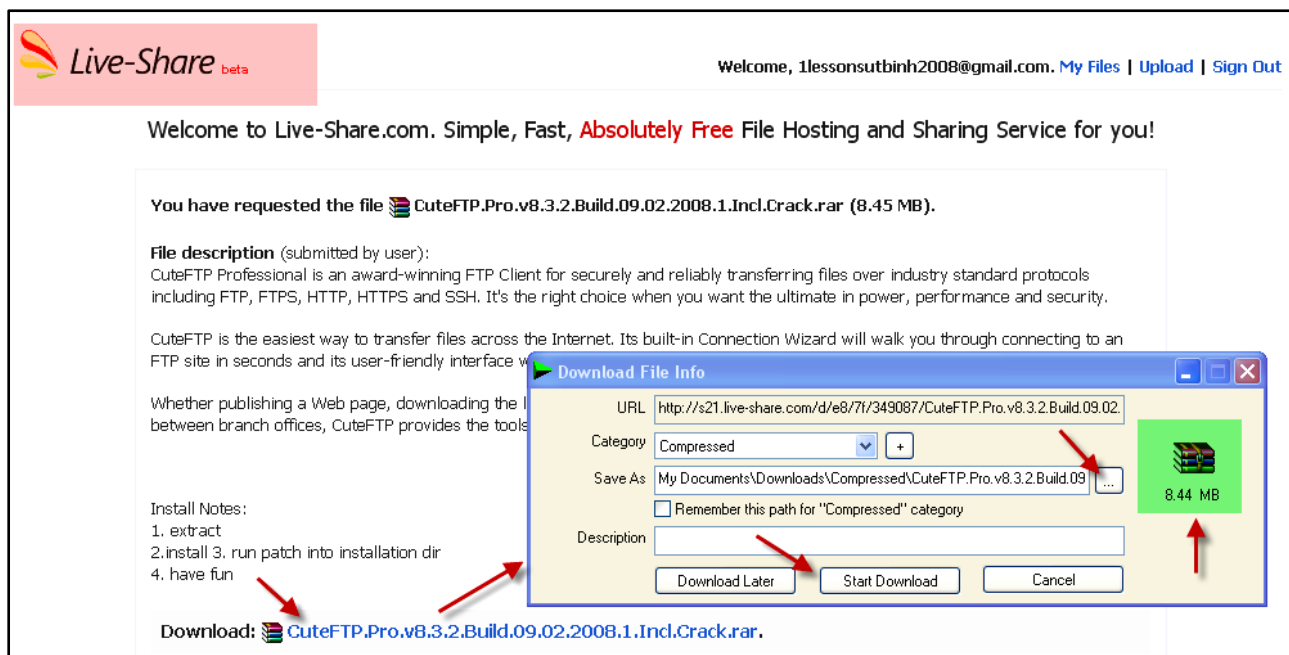 Live-Share beta
Welcome, 1lessonsutbinh2008@gmail.com. My Files | Upload | Sign Out
Welcome to Live-Share.com. Simple, Fast, Absolutely Free File Hosting and Sharing Service for you!
You have requested the file CuteFTP.Pro.v8.3.2.Build.09.02.2008.1.Incl.Crack.rar (8.45 MB).
File description (submitted by user):
CuteFTP Professional is an award-winning FTP Client for securely and reliably transferring files over industry standard protocols
including FTP, FTPS, HTTP, HTTPS and SSH. It's the right choice when you want the ultimate in power, performance and security.
CuteFTP is the easiest way to transfer files across the Internet. Its built-in Connection Wizard will walk you through connecting to an
FTP site in seconds and its user-friendly interface
Whether publishing a Web page, downloading the
between branch offices, CuteFTP provides the tools
Install Notes:
1. extract
2.install 3. run patch into installation dir
4. have fun
Download: CuteFTP.Pro.v8.3.2.Build.09.02.2008.1.Incl.Crack.rar.
Download File Info
URL http://s21.live-share.com/d/e8/7f/349087/CuteFTP.Pro.v8.3.2.Build.09.02.
Category Compressed +
Save As My Documents\Downloads\Compressed\CuteFTP.Pro.v8.3.2.Build.09 ...
8.44 MB
Remember this path for "Compressed" category
Description
Download Later Start Download Cancel